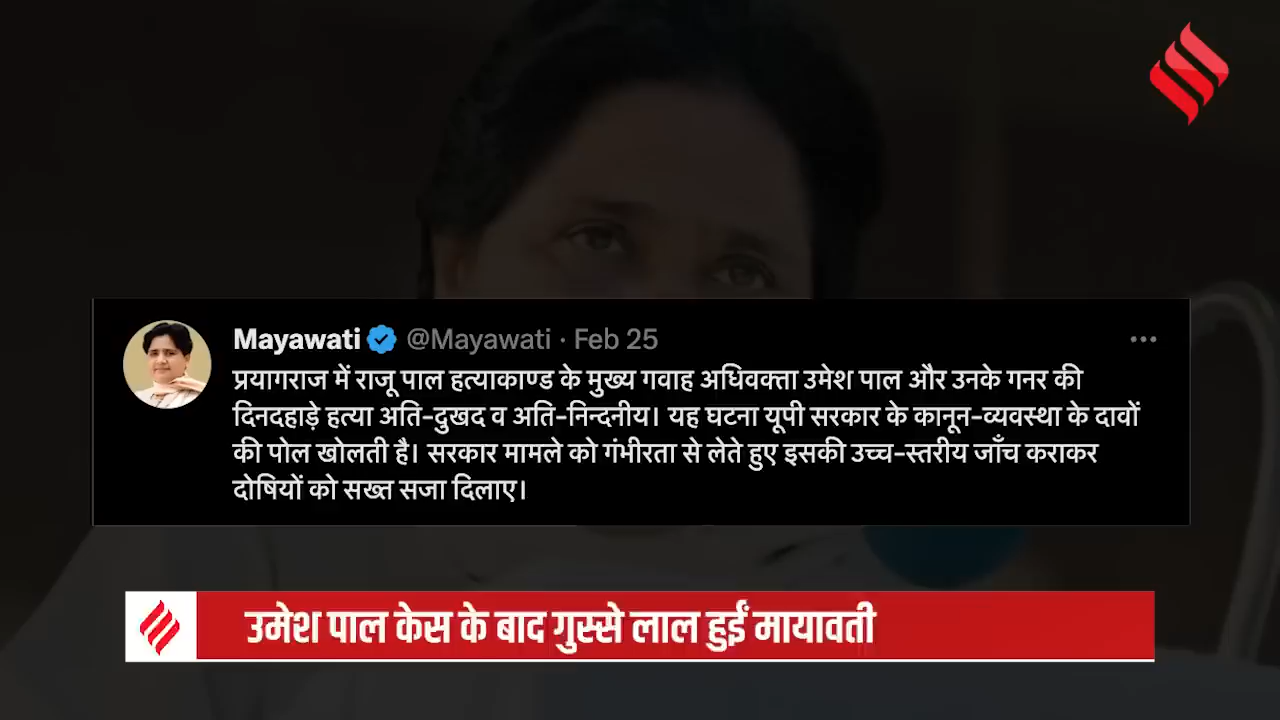 Mayawati @Mayawati · Feb 25
प्रयागराज में राजू पाल हत्याकाण्ड के मुख्य गवाह अधिवक्ता उमेश पाल और उनके गनर की
दिनदहाड़े हत्या अति-दुखद व अति-निन्दनीय। यह घटना यूपी सरकार के कानून-व्यवस्था के दावों
की पोल खोलती है। सरकार मामले को गंभीरता से लेते हुए इसकी उच्च-स्तरीय जाँच कराकर
दोषियों को सख्त सजा दिलाए।
उमेश पाल केस के बाद गुस्से लाल हुईं मायावती